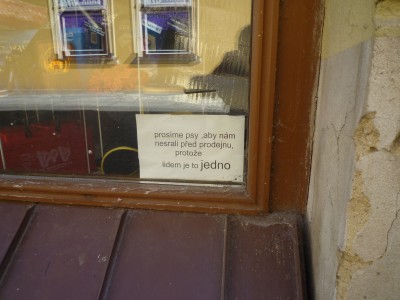 prosíme psy ,aby nám
nesrali před prodejnu,
protože
lidem je to jedno